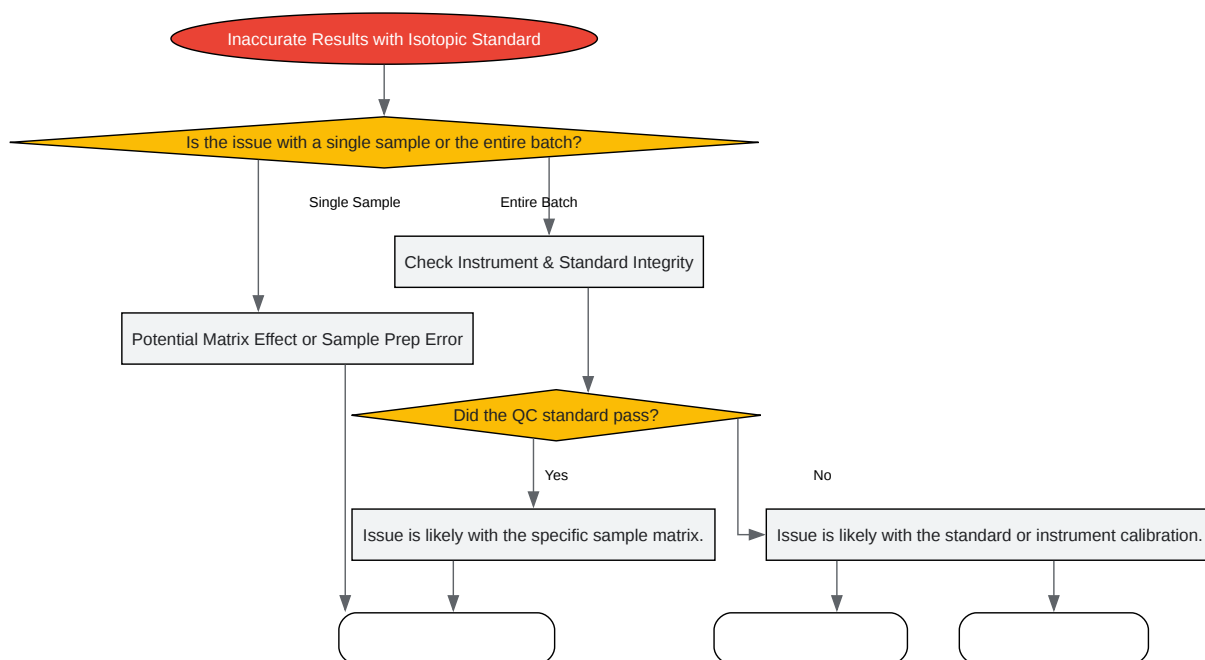 Inaccurate Results with Isotopic Standard
Is the issue with a single sample or the entire batch?
Single Sample
Entire Batch
Check Instrument & Standard Integrity
Potential Matrix Effect or Sample Prep Error
Did the QC standard pass?
Yes
No
Issue is likely with the specific sample matrix.
Issue is likely with the standard or instrument calibration.